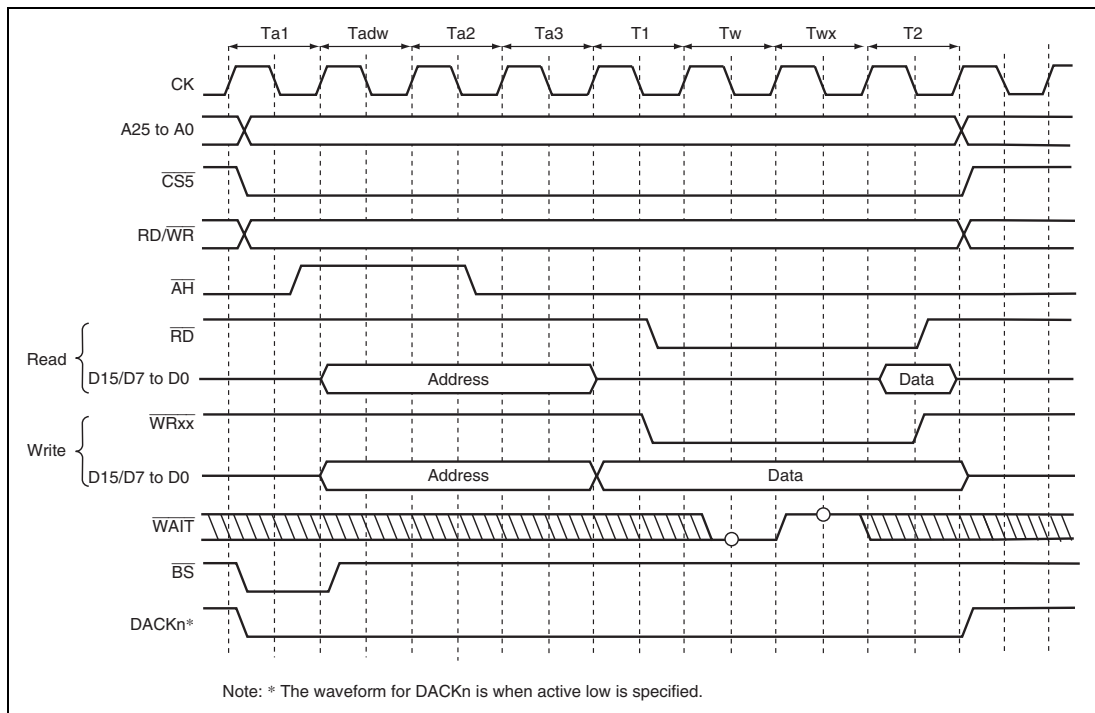 Ta1 Tadw Ta2 Ta3 T1 Tw Twx T2
CK
A25 to A0
CS5
RD/WR
AH
RD
Read
D15/D7 to D0 Address Data
WRxx
Write
D15/D7 to D0 Address Data
WAIT
BS
DACKn*
Note: * The waveform for DACKn is when active low is specified.